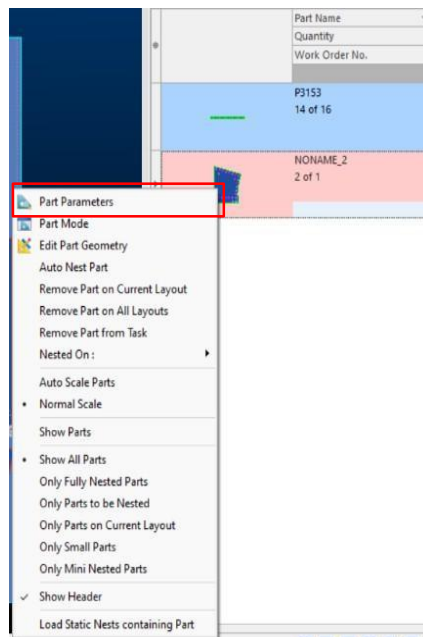 Part Name
Quantity
Work Order No.
P3153
14 of 16
NONAME_2
2 of 1
Part Parameters
Part Mode
Edit Part Geometry
Auto Nest Part
Remove Part on Current Layout
Remove Part on All Layouts
Remove Part from Task
Nested On :
Auto Scale Parts
Normal Scale
Show Parts
Show All Parts
Only Fully Nested Parts
Only Parts to be Nested
Only Parts on Current Layout
Only Small Parts
Only Mini Nested Parts
Show Header
Load Static Nests containing Part